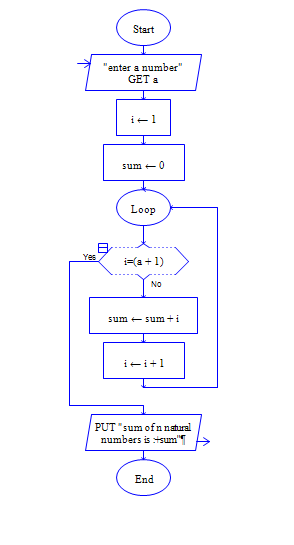 Start
"enter a number"
GET a
i ← 1
sum ← 0
Loop
i=(a + 1)
Yes
No
sum ← sum + i
i ← i + 1
PUT "sum of n natural
numbers is :+sum"¶
End